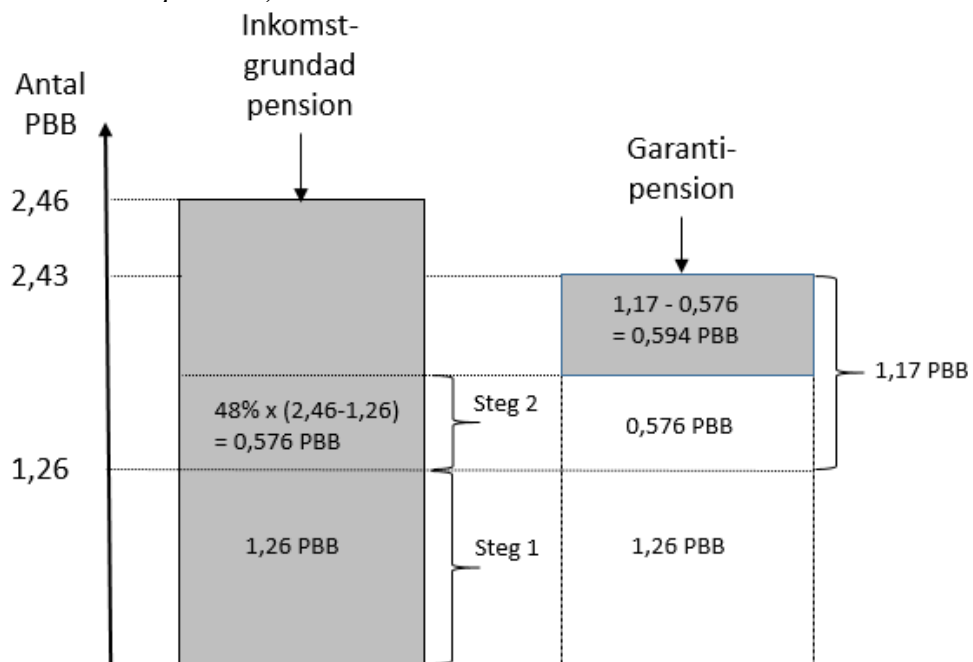 Inkomst-
grundad
pension
Antal
PBB
Garanti-
pension
2,46
2,43
1,17 - 0,576
= 0,594 PBB
1,17 PBB
48% x (2,46-1,26)
= 0,576 PBB
Steg 2
0,576 PBB
1,26
1,26 PBB
Steg 1
1,26 PBB